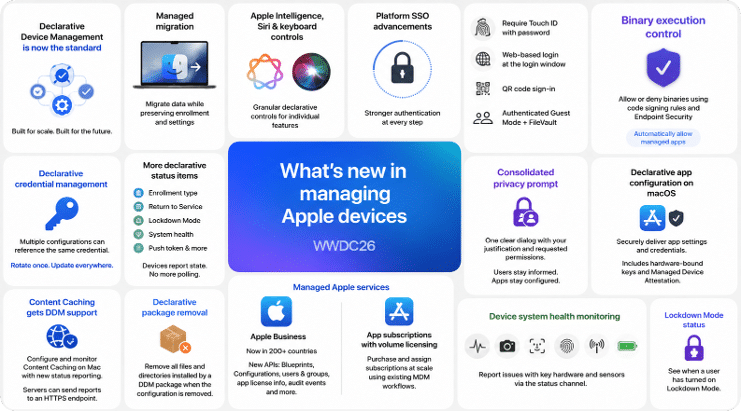 Declarative
Device Management
is now the standard
Built for scale. Built for the future.
Managed
migration
Migrate data while
preserving enrollment
and settings
Apple Intelligence,
Siri & keyboard
controls
Granular declarative
controls for individual
features
Platform SSO
advancements
Stronger authentication
at every step
Require Touch ID
with password
Web-based login
at the login window
QR code sign-in
Authenticated Guest
Mode + FileVault
Binary execution
control
Allow or deny binaries using
code signing rules and
Endpoint Security
Automatically allow
managed apps
Declarative
credential management
Multiple configurations can
reference the same credential.
Rotate once. Update everywhere.
More declarative
status items
Enrollment type
Return to Service
Lockdown Mode
System health
Push token & more
Devices report state.
No more polling.
What's new in
managing
Apple devices
WWDC26
Consolidated
privacy prompt
One clear dialog with your
justification and requested
permissions.
Users stay informed.
Apps stay configured.
Declarative app
configuration on
macOS
Securely deliver app settings
and credentials.
Includes hardware-bound
keys and Managed Device
Attestation.
Content Caching
gets DDM support
Configure and monitor
Content Caching on Mac
with new status reporting.
Servers can send reports
to an HTTPS endpoint.
Declarative
package removal
Remove all files and
directories installed by a
DDM package when the
configuration is removed.
Managed Apple services
Apple Business
Now in 200+ countries
New APIs: Blueprints,
Configurations, users & groups,
app license info, audit events
and more.
App subscriptions
with volume licensing
Purchase and assign
subscriptions at scale
using existing MDM
workflows.
Device system health monitoring
Report issues with key hardware and sensors
via the status channel.
Lockdown Mode
status
See when a user
has turned on
Lockdown Mode.